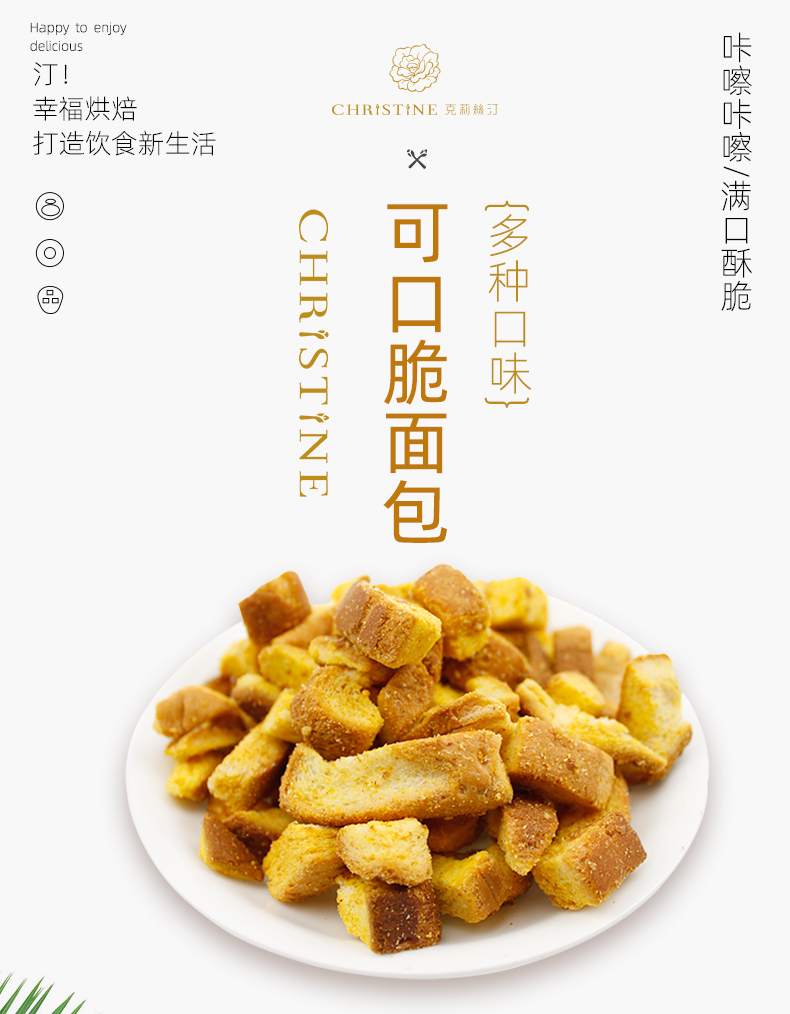 Happy to enjoy
delicious
汀！
幸福烘焙
打造饮食新生活
CHRiSTiNE 克莉絲汀
咔嚓咔嚓/满口酥脆
{多种口味}
可口脆面包
CHRiSTiNE